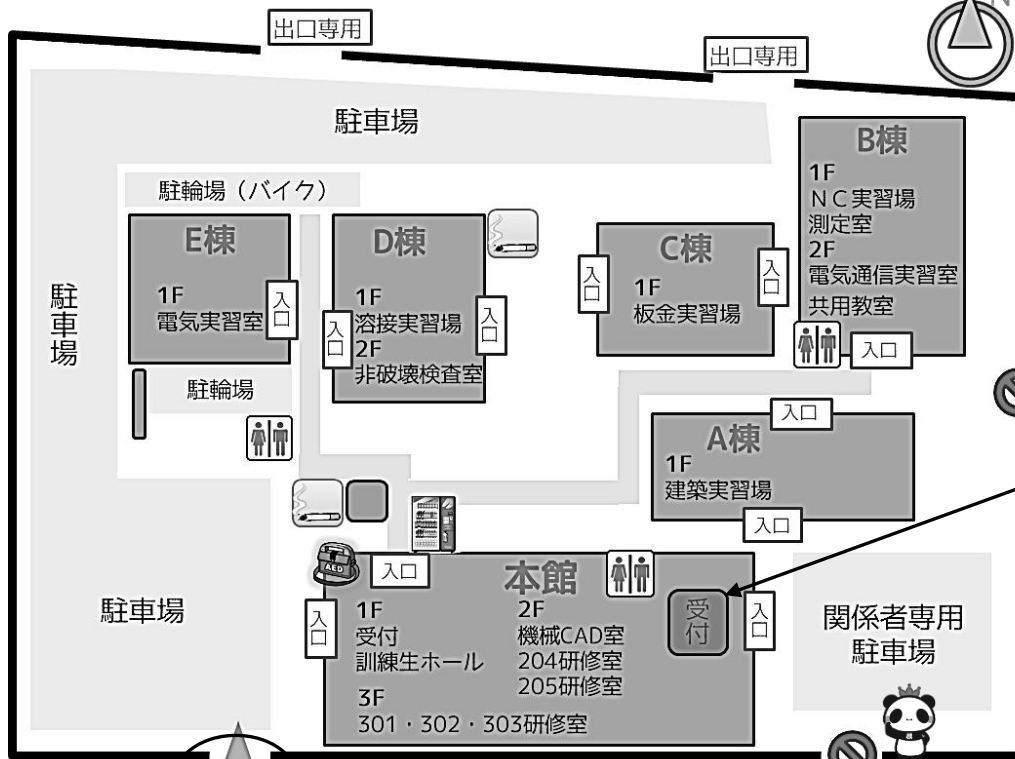 出口専用
出口専用
N
駐車場
駐輪場（バイク）
駐車場
E棟
1F
電気実習室
入口
駐輪場
D棟
1F
溶接実習場
2F
非破壊検査室
入口
入口
C棟
1F
板金実習場
入口
入口
B棟
1F
ＮＣ実習場
測定室
2F
電気通信実習室
共用教室
入口
A棟
1F
建築実習場
入口
入口
駐車場
AED
入口
入口
本館
1F
受付
訓練生ホール
2F
機械CAD室
204研修室
205研修室
3F
301・302・303研修室
受付
入口
関係者専用
駐車場